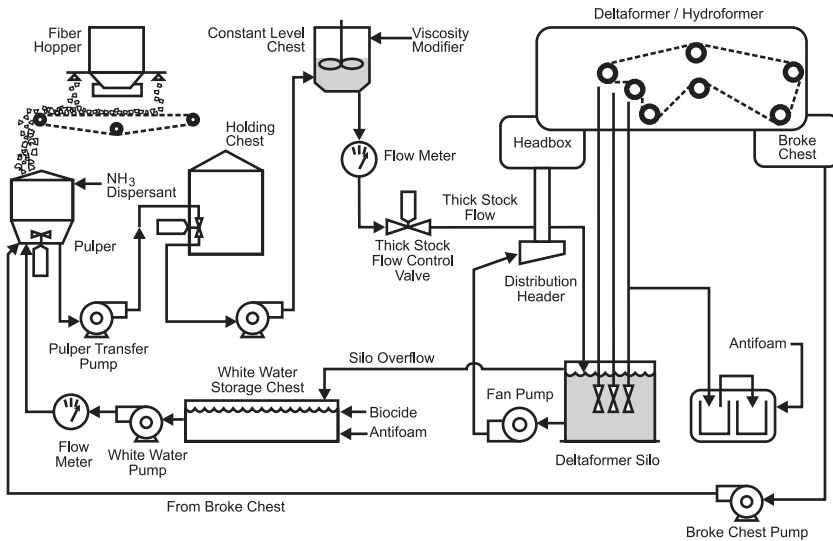 Fiber
Hopper
Constant Level
Chest
Viscosity
Modifier
Deltaformer / Hydroformer
Holding
Chest
Headbox
Broke
Chest
Flow Meter
NH3
Dispersant
Thick Stock
Flow
Pulper
Thick Stock
Flow Control
Valve
Distribution
Header
Pulper Transfer
Pump
Silo Overflow
White Water
Storage Chest
Antifoam
Fan Pump
Biocide
Antifoam
Flow
Meter
White Water
Pump
Deltaformer Silo
From Broke Chest
Broke Chest Pump